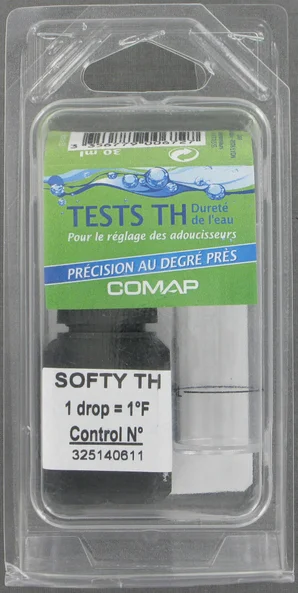 30 ml
TESTS TH
Dureté
de l'eau
Pour le réglage des adoucisseurs
PRÉCISION AU DEGRÉ PRÈS
COMAP
SOFTY TH
1 drop = 1°F
Control N°
325140611